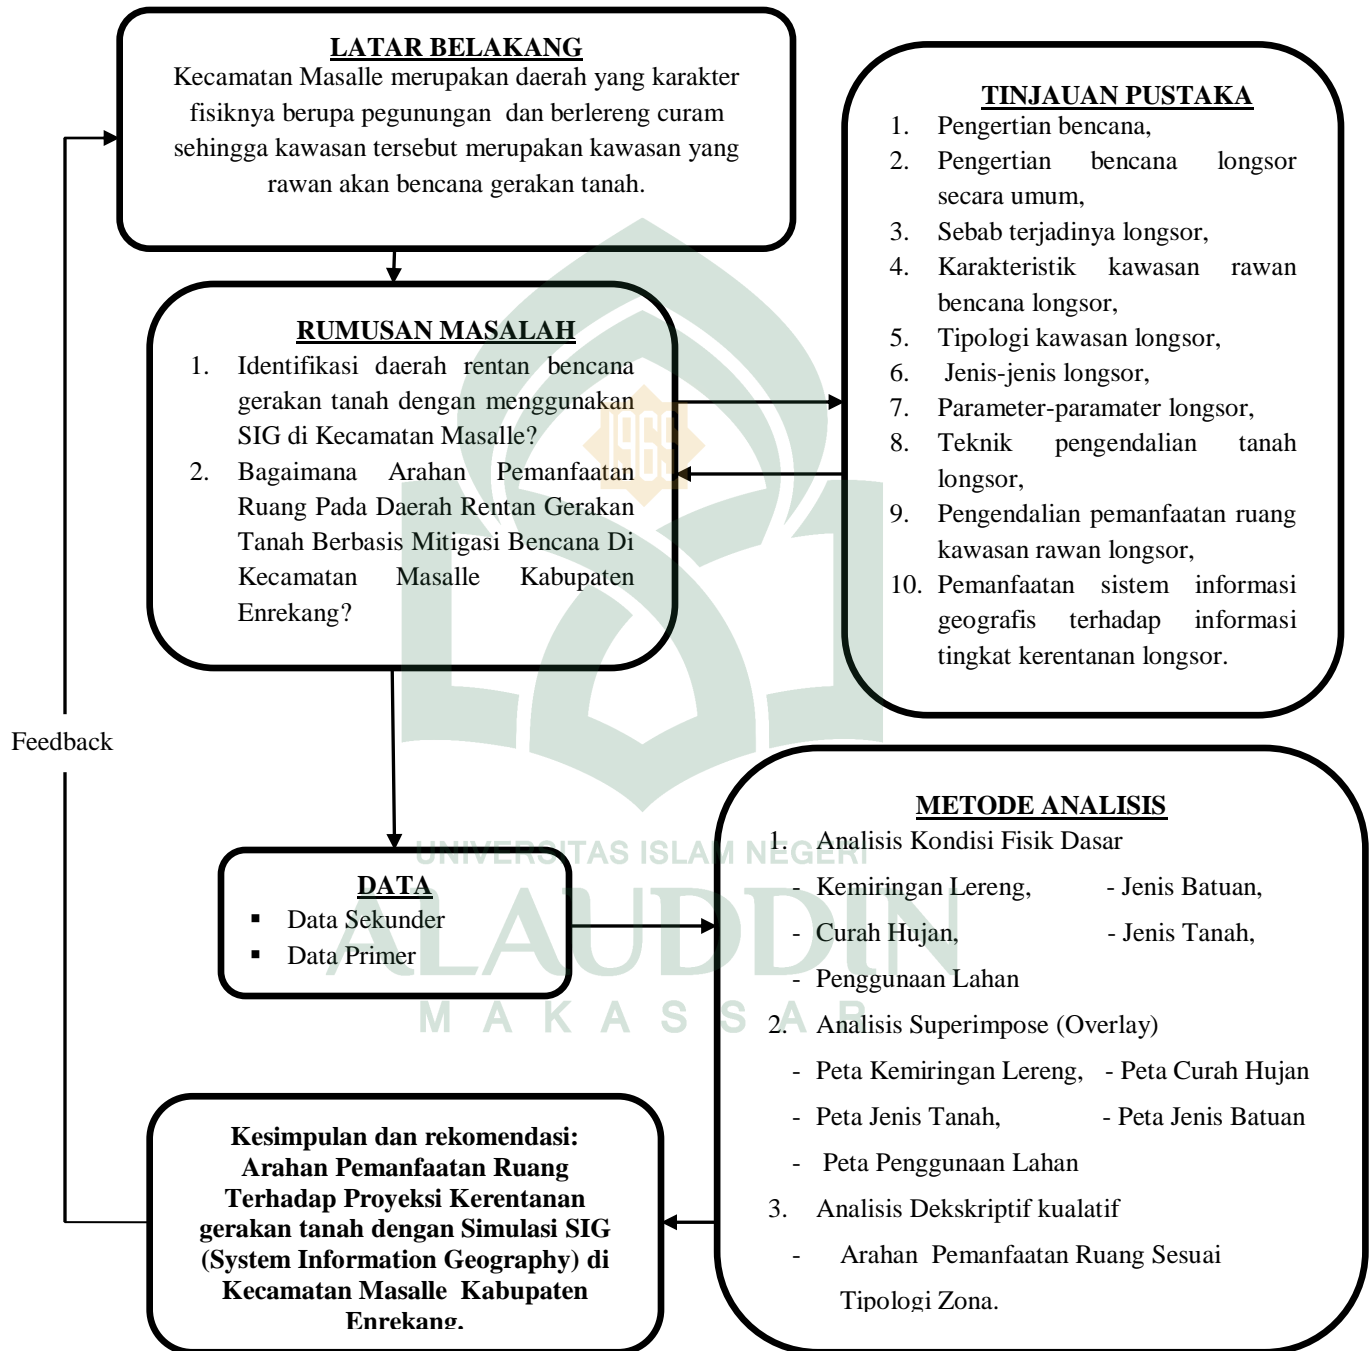 LATAR BELAKANG
Kecamatan Masalle merupakan daerah yang karakter
fisiknya berupa pegunungan dan berlereng curam
sehingga kawasan tersebut merupakan kawasan yang
rawan akan bencana gerakan tanah.
RUMUSAN MASALAH
1. Identifikasi daerah rentan bencana
gerakan tanah dengan menggunakan
SIG di Kecamatan Masalle?
2. Bagaimana Arahan Pemanfaatan
Ruang Pada Daerah Rentan Gerakan
Tanah Berbasis Mitigasi Bencana Di
Kecamatan Masalle Kabupaten
Enrekang?
TINJAUAN PUSTAKA
1. Pengertian bencana,
2. Pengertian bencana longsor
secara umum,
3. Sebab terjadinya longsor,
4. Karakteristik kawasan rawan
bencana longsor,
5. Tipologi kawasan longsor,
6. Jenis-jenis longsor,
7. Parameter-paramater longsor,
8. Teknik pengendalian tanah
longsor,
9. Pengendalian pemanfaatan ruang
kawasan rawan longsor,
10. Pemanfaatan sistem informasi
geografis terhadap informasi
tingkat kerentanan longsor.
1969
Feedback
UNIVERSITAS ISLAM NEGERI
ALAUDDIN
MAKASSAR
DATA
▪ Data Sekunder
▪ Data Primer
METODE ANALISIS
1. Analisis Kondisi Fisik Dasar
- Kemiringan Lereng, - Jenis Batuan,
- Curah Hujan, - Jenis Tanah,
- Penggunaan Lahan
2. Analisis Superimpose (Overlay)
- Peta Kemiringan Lereng, - Peta Curah Hujan
- Peta Jenis Tanah, - Peta Jenis Batuan
- Peta Penggunaan Lahan
3. Analisis Dekskriptif kualatif
- Arahan Pemanfaatan Ruang Sesuai
Tipologi Zona.
Kesimpulan dan rekomendasi:
Arahan Pemanfaatan Ruang
Terhadap Proyeksi Kerentanan
gerakan tanah dengan Simulasi SIG
(System Information Geography) di
Kecamatan Masalle Kabupaten
Enrekang.